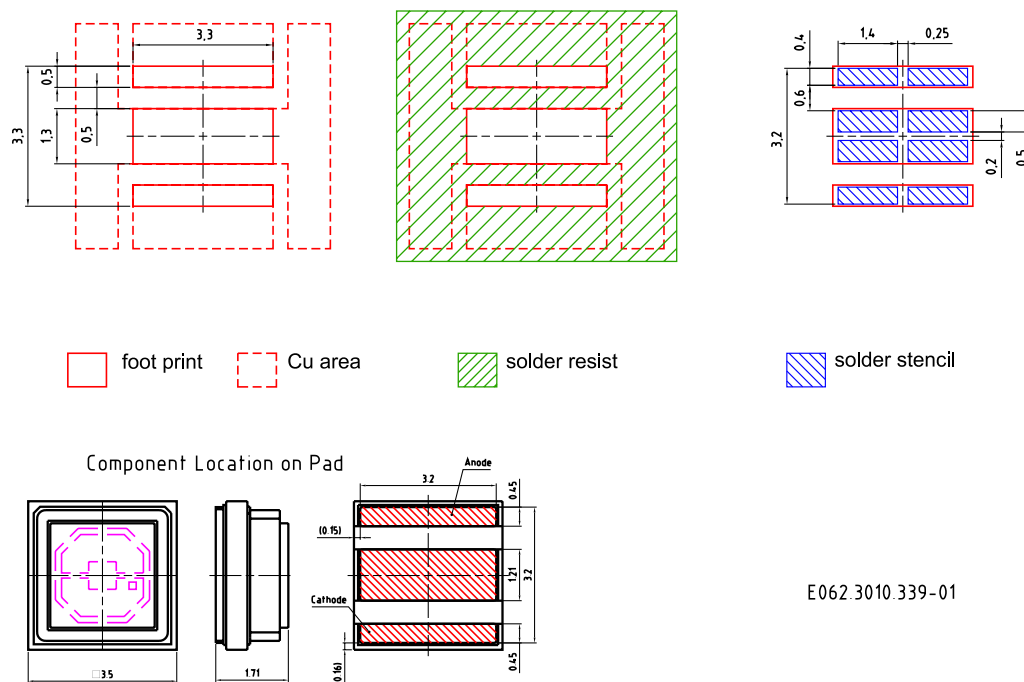 3,3
0,5
3,3
1,3
0,5
0,4
1,4
0,25
0,6
3,2
0,2
0,5
foot print
Cu area
solder resist
solder stencil
Component Location on Pad
Anode
3.2
0.45
(0.15)
1.21
3.2
Cathode
0.45
0.16)
□3.5
1.71
E062.3010.339-01